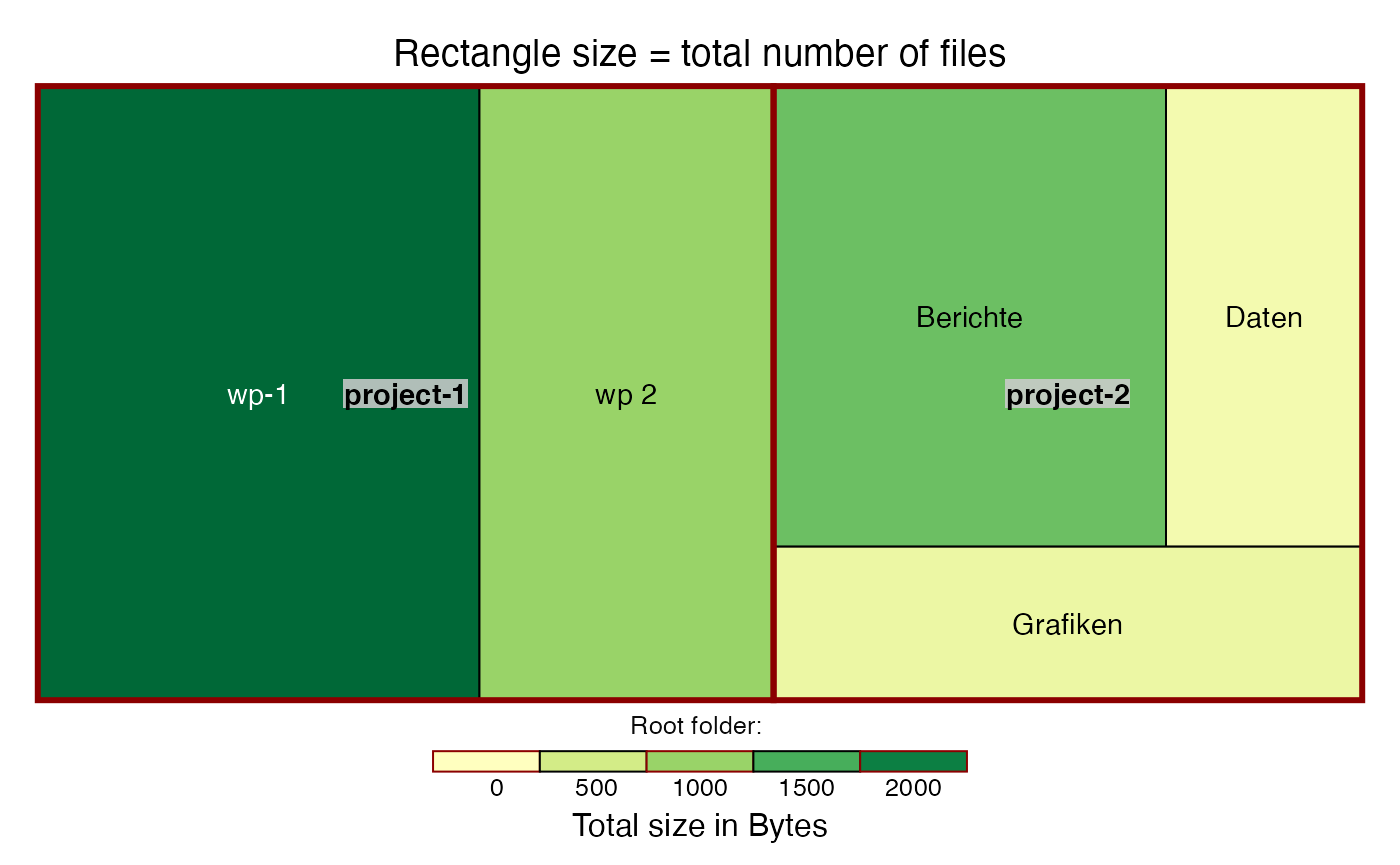 Rectangle size = total number of files
Berichte
Daten
wp-1
project-1
wp 2
project-2
Grafiken
Root folder:
0 500 1000 1500 2000
Total size in Bytes